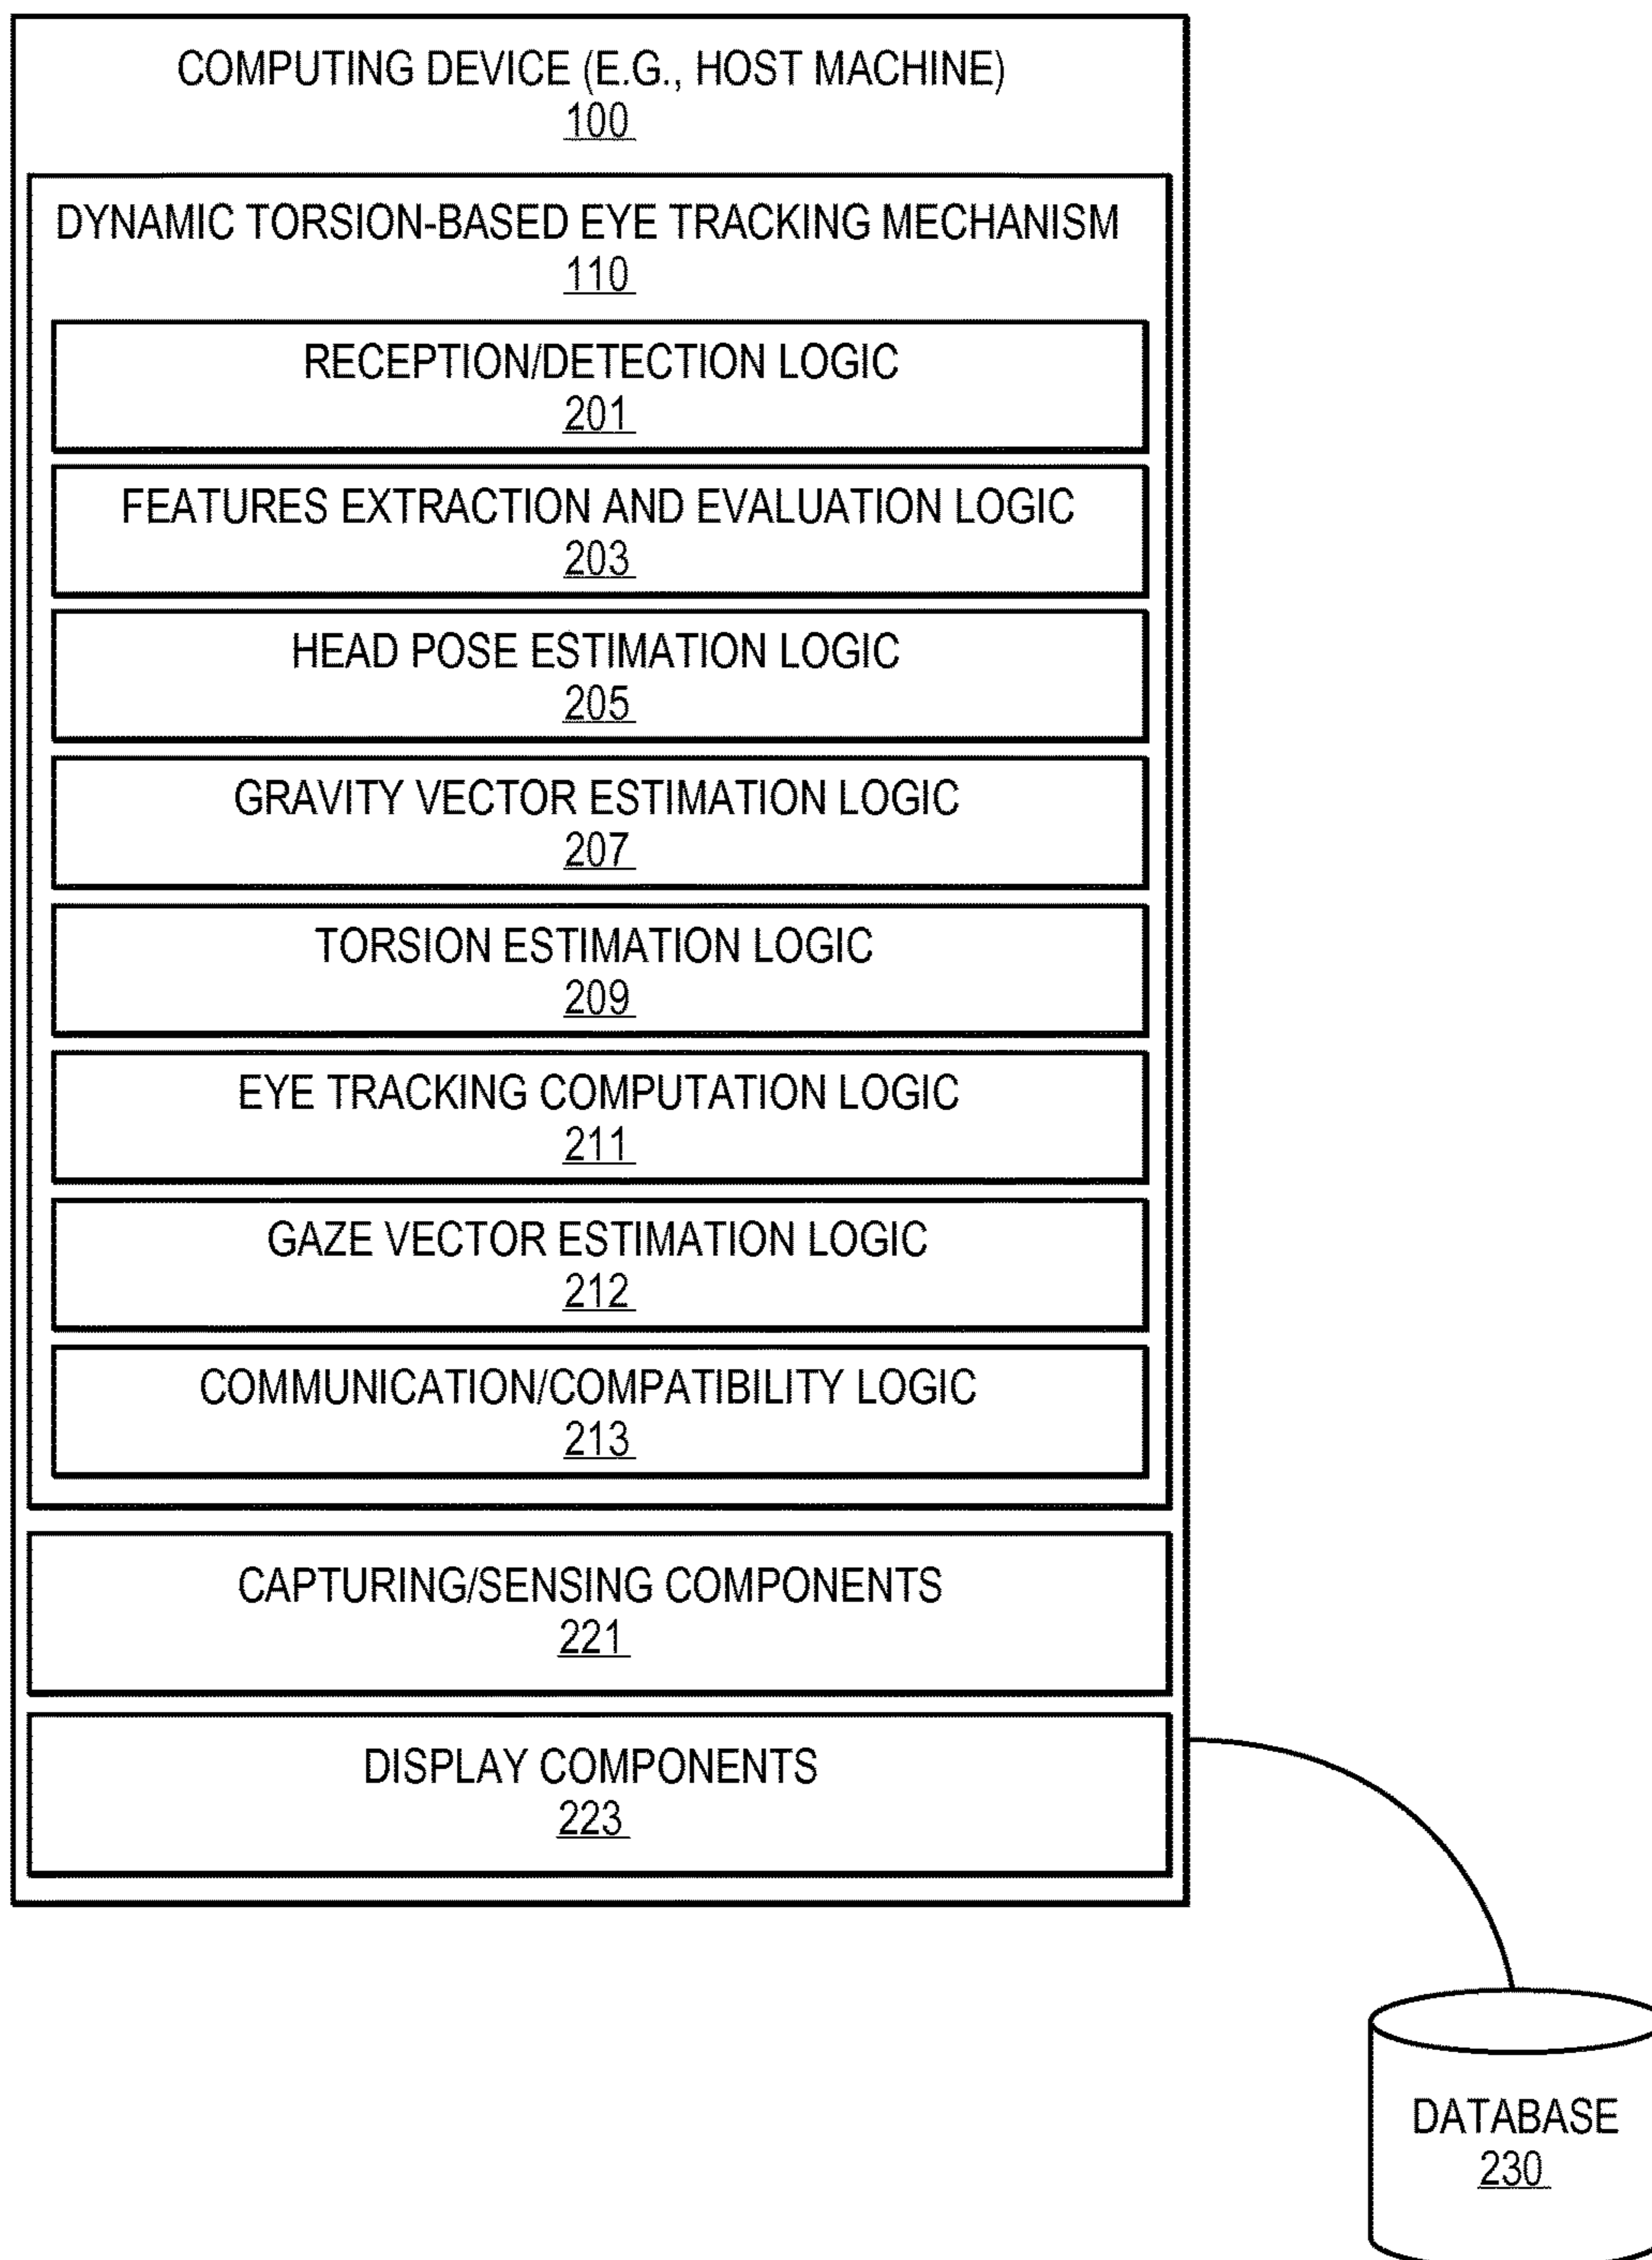 COMPUTING DEVICE (E.G., HOST MACHINE)
100
DYNAMIC TORSION-BASED EYE TRACKING MECHANISM
110
RECEPTION/DETECTION LOGIC
201
FEATURES EXTRACTION AND EVALUATION LOGIC
203
HEAD POSE ESTIMATION LOGIC
205
GRAVITY VECTOR ESTIMATION LOGIC
207
TORSION ESTIMATION LOGIC
209
EYE TRACKING COMPUTATION LOGIC
211
GAZE VECTOR ESTIMATION LOGIC
212
COMMUNICATION/COMPATIBILITY LOGIC
213
CAPTURING/SENSING COMPONENTS
221
DISPLAY COMPONENTS
223
DATABASE
230